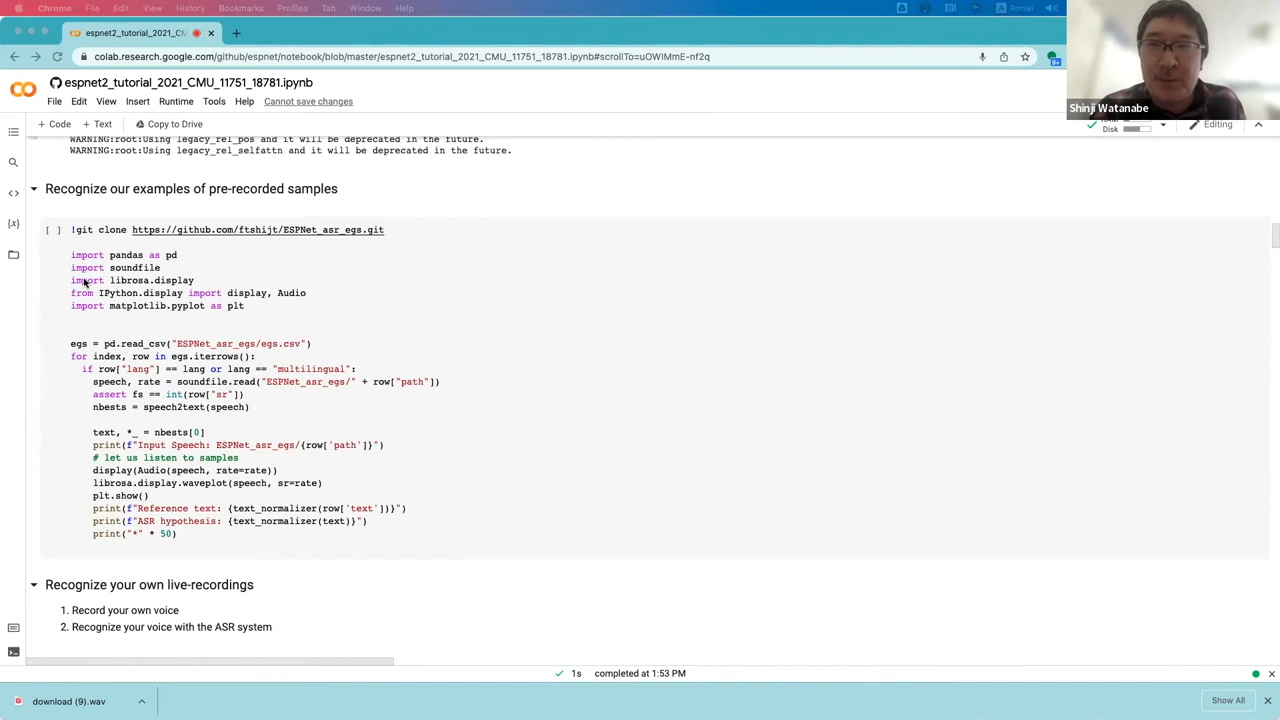 Chrome File Edit View History Bookmarks Profiles Tab Window Help Romaji
espnet2_tutorial_2021_CMU_
colab.research.google.com/github/espnet/notebook/blob/master/espnet2_tutorial_2021_CMU_11751_18781.ipynb#scrollTo=uOWIMmE-nf2q
9+
Shinji Watanabe
espnet2_tutorial_2021_CMU_11751_18781.ipynb
File Edit View Insert Runtime Tools Help Cannot save changes
+ Code + Text Copy to Drive
Disk
Editing
WARNING:root:Using legacy_rel_pos and it will be deprecated in the future.
WARNING:root:Using legacy_rel_selfattn and it will be deprecated in the future.
Recognize our examples of pre-recorded samples
[ ] !git clone https://github.com/ftshijt/ESPNet_asr_egs.git
import pandas as pd
import soundfile
import librosa.display
from IPython.display import display, Audio
import matplotlib.pyplot as plt
egs = pd.read_csv("ESPNet_asr_egs/egs.csv")
for index, row in egs.iterrows():
if row["lang"] == lang or lang == "multilingual":
speech, rate = soundfile.read("ESPNet_asr_egs/" + row["path"])
assert fs == int(row["sr"])
nbests = speech2text(speech)
text, *_ = nbests[0]
print(f"Input Speech: ESPNet_asr_egs/{row['path']}")
# let us listen to samples
display(Audio(speech, rate=rate))
librosa.display.waveplot(speech, sr=rate)
plt.show()
print(f"Reference text: {text_normalizer(row['text'])}")
print(f"ASR hypothesis: {text_normalizer(text)}")
print("*" * 50)
Recognize your own live-recordings
1. Record your own voice
2. Recognize your voice with the ASR system
1s completed at 1:53 PM
download (9).wav
Show All